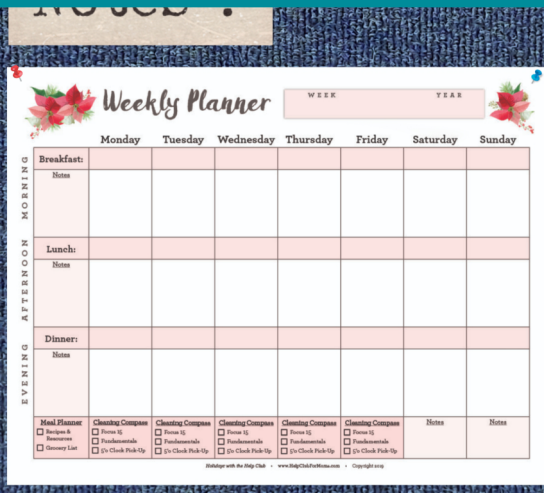 Weekly Planner
WEEK YEAR
Monday Tuesday Wednesday Thursday Friday Saturday Sunday
MORNING
Breakfast:
Notes
AFTERNOON
Lunch:
Notes
EVENING
Dinner:
Notes
Meal Planner Cleaning Compass Cleaning Compass Cleaning Compass Cleaning Compass Cleaning Compass Notes Notes
Recipes & Focus 15 Focus 15 Focus 15 Focus 15 Focus 15
Resources Fundamentals Fundamentals Fundamentals Fundamentals Fundamentals
Grocery List 5'o Clock Pick-Up 5'o Clock Pick-Up 5'o Clock Pick-Up 5'o Clock Pick-Up 5'o Clock Pick-Up
Holidays with the Help Club • www.HelpClubForMoms.com • Copyright 2019